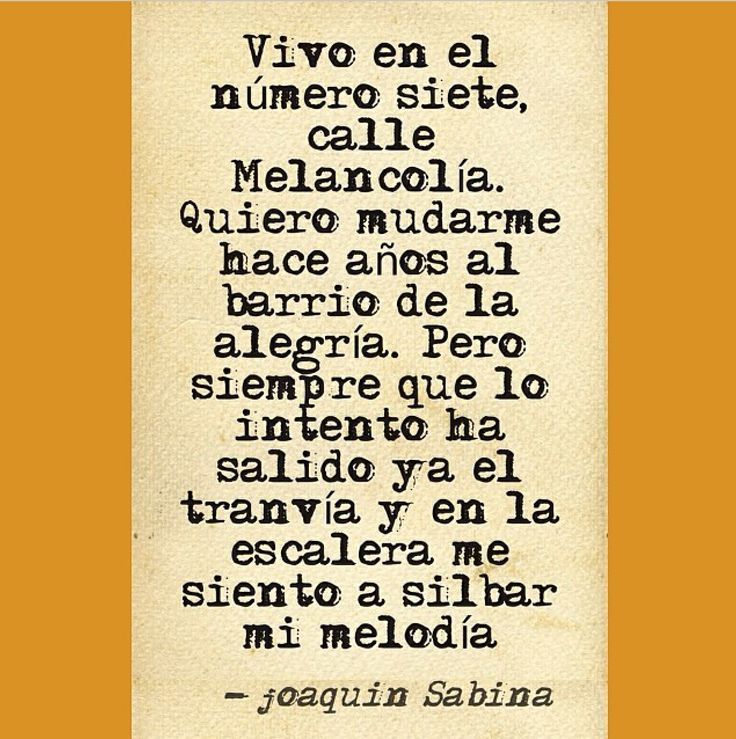 Vivo en el
número siete,
calle
Melancolía.
Quiero mudarme
hace años al
barrio de la
alegría. Pero
siempre que lo
intento ha
salido ya el
tranvía y en la
escalera me
siento a silbar
mi melodía
— joaquin Sabina